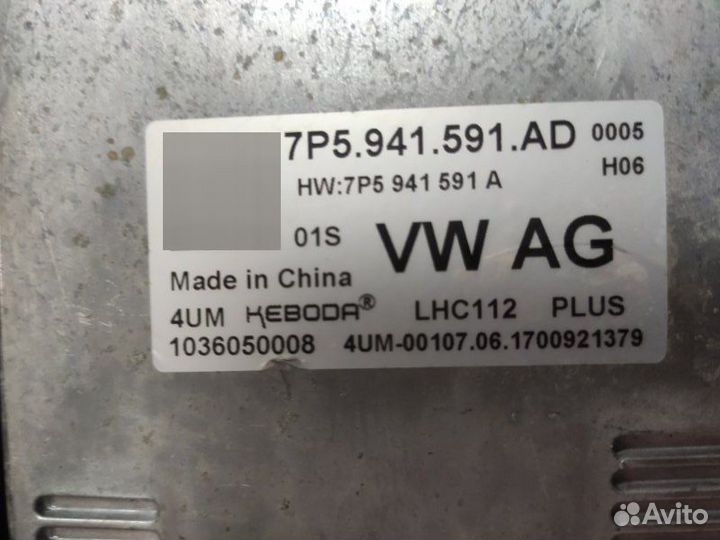 7P5.941.591.AD 0005
HW:7P5 941 591 A H06
01S VW AG
Made in China
4UM KEBODA® LHC112 PLUS
1036050008 4UM-00107.06.1700921379
Avito